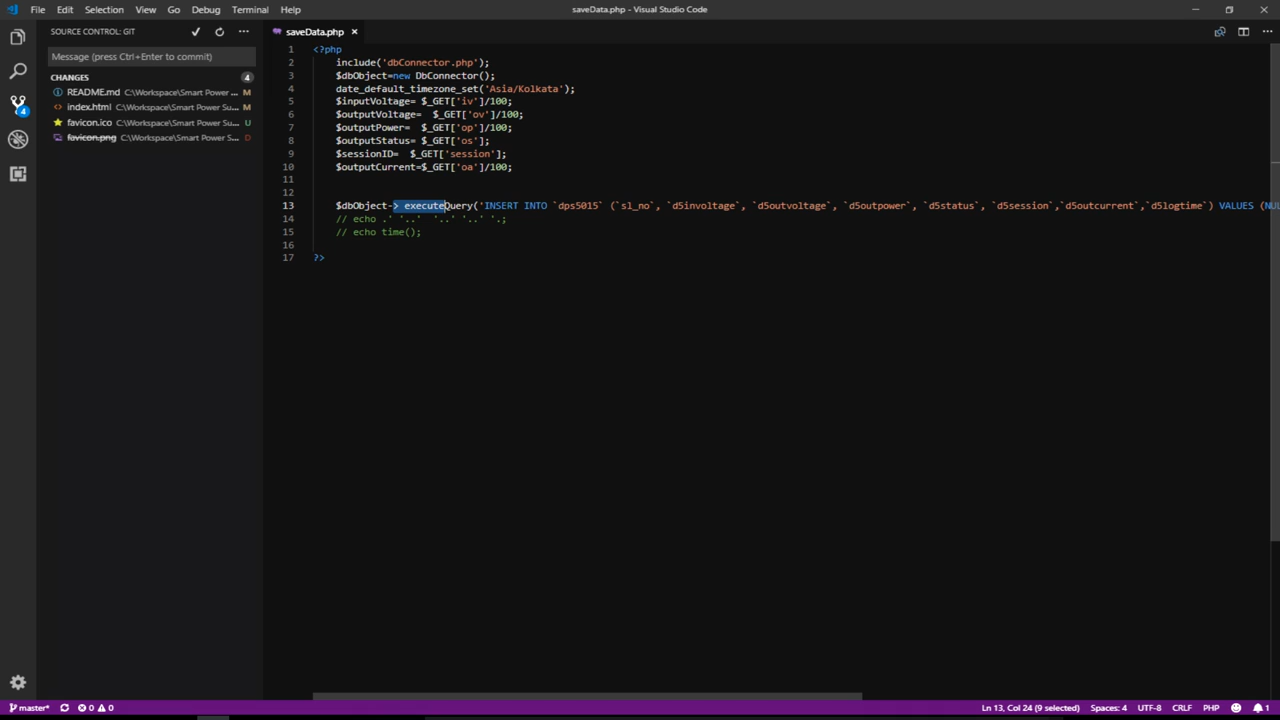 File Edit Selection View Go Debug Terminal Help
saveData.php - Visual Studio Code
SOURCE CONTROL: GIT
saveData.php
Message (press Ctrl+Enter to commit)
CHANGES 4
README.md C:\Workspace\Smart Power ... M
index.html C:\Workspace\Smart Power Su... M
favicon.ico C:\Workspace\Smart Power Su... U
favicon.png C:\Workspace\Smart Power S... D
4
1 <?php
2 include('dbConnector.php');
3 $dbObject=new DbConnector();
4 date_default_timezone_set('Asia/Kolkata');
5 $inputVoltage= $_GET['iv']/100;
6 $outputVoltage= $_GET['ov']/100;
7 $outputPower= $_GET['op']/100;
8 $outputStatus= $_GET['os'];
9 $sessionID= $_GET['session'];
10 $outputCurrent=$_GET['oa']/100;
11
12
13 $dbObject-> executeQuery('INSERT INTO `dps5015` (`sl_no`, `d5involtage`, `d5outvoltage`, `d5outpower`, `d5status`, `d5session`,`d5outcurrent`,`d5logtime`) VALUES (NU
14 // echo .' '..' '..' '..' '.;
15 // echo time();
16
17 ?>
master* 0 0
Ln 13, Col 24 (9 selected) Spaces: 4 UTF-8 CRLF PHP 1